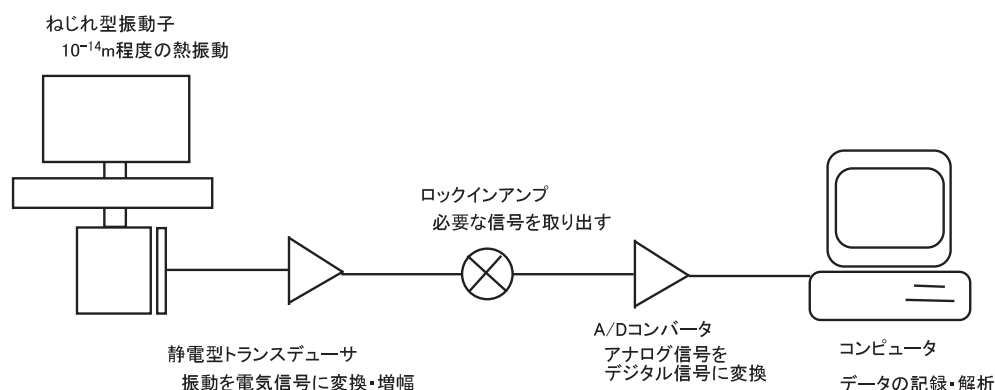 ねじれ型振動子
10⁻¹⁴m程度の熱振動
ロックインアンプ
必要な信号を取り出す
静電型トランスデューサ
振動を電気信号に変換・増幅
A/Dコンバータ
アナログ信号を
デジタル信号に変換
コンピュータ
データの記録・解析